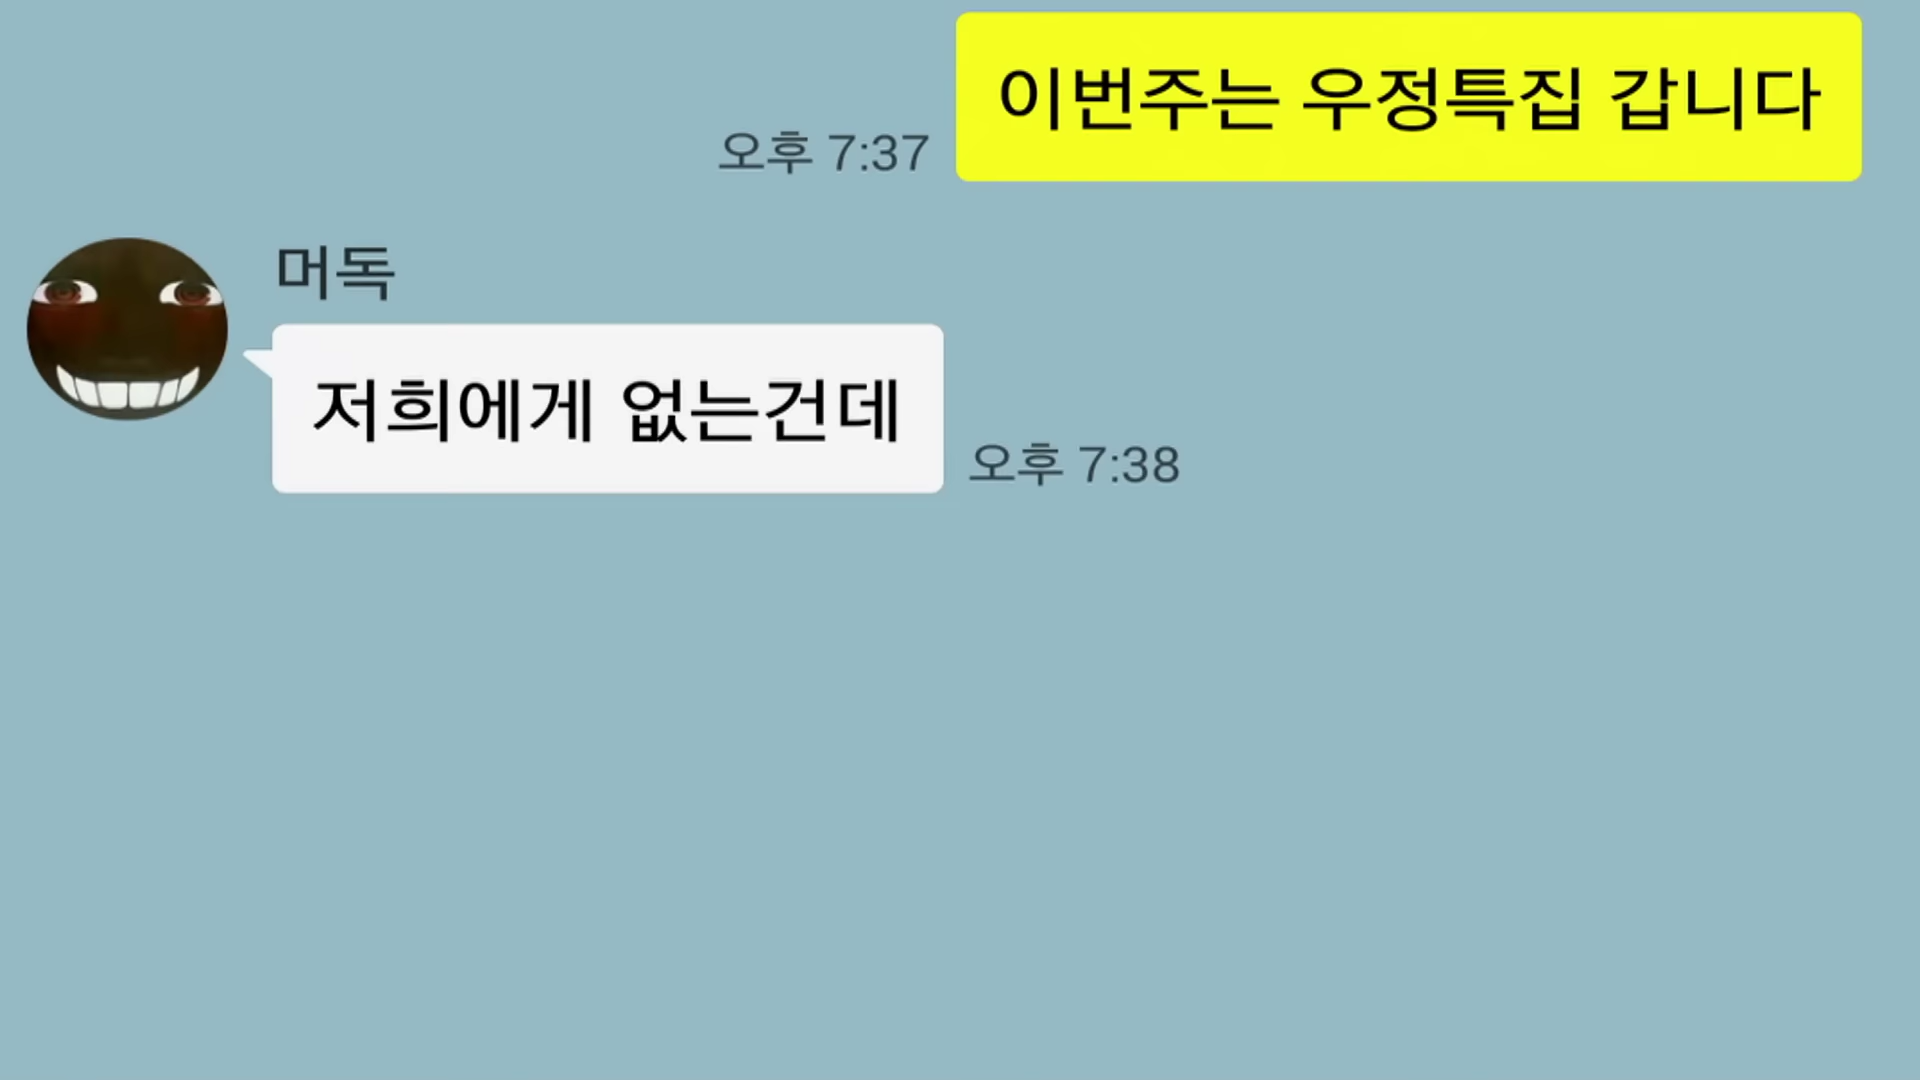 이번주는 우정특집 갑니다
오후 7:37
머독
저희에게 없는건데
오후 7:38